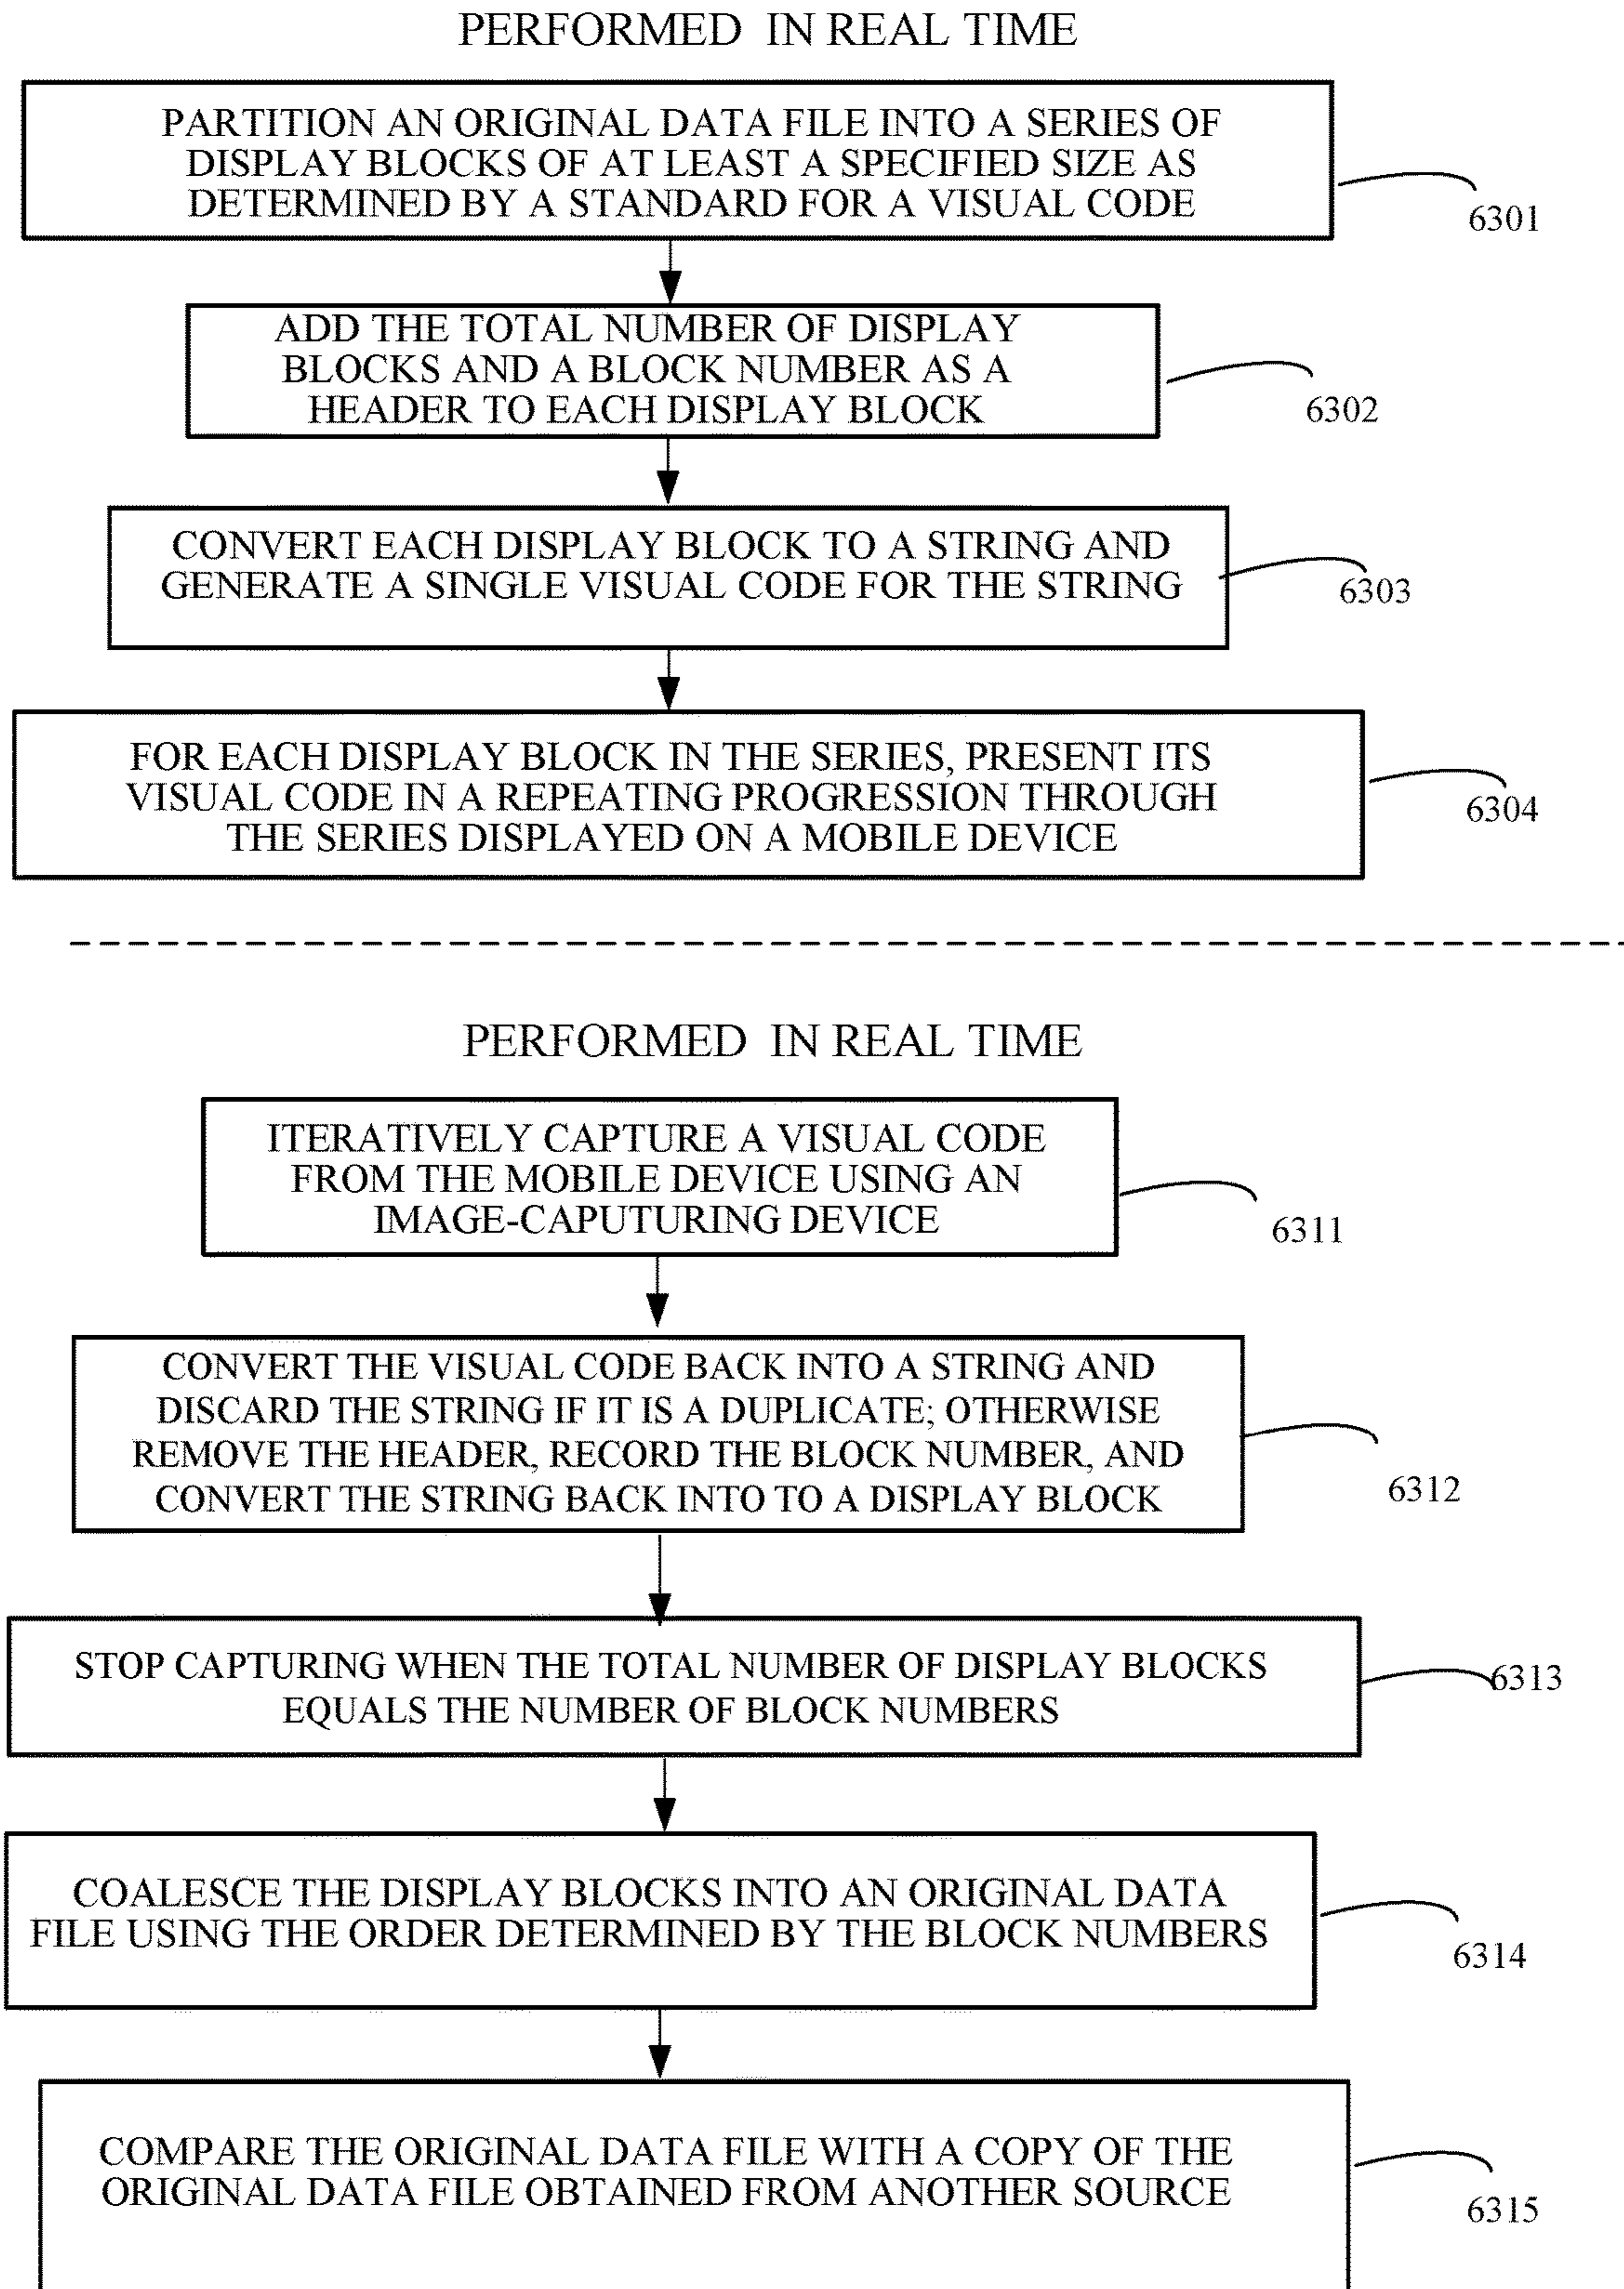 PERFORMED IN REAL TIME
PARTITION AN ORIGINAL DATA FILE INTO A SERIES OF
DISPLAY BLOCKS OF AT LEAST A SPECIFIED SIZE AS
DETERMINED BY A STANDARD FOR A VISUAL CODE
6301
ADD THE TOTAL NUMBER OF DISPLAY
BLOCKS AND A BLOCK NUMBER AS A
HEADER TO EACH DISPLAY BLOCK
6302
CONVERT EACH DISPLAY BLOCK TO A STRING AND
GENERATE A SINGLE VISUAL CODE FOR THE STRING
6303
FOR EACH DISPLAY BLOCK IN THE SERIES, PRESENT ITS
VISUAL CODE IN A REPEATING PROGRESSION THROUGH
THE SERIES DISPLAYED ON A MOBILE DEVICE
6304
PERFORMED IN REAL TIME
ITERATIVELY CAPTURE A VISUAL CODE
FROM THE MOBILE DEVICE USING AN
IMAGE-CAPUTURING DEVICE
6311
CONVERT THE VISUAL CODE BACK INTO A STRING AND
DISCARD THE STRING IF IT IS A DUPLICATE; OTHERWISE
REMOVE THE HEADER, RECORD THE BLOCK NUMBER, AND
CONVERT THE STRING BACK INTO TO A DISPLAY BLOCK
6312
STOP CAPTURING WHEN THE TOTAL NUMBER OF DISPLAY BLOCKS
EQUALS THE NUMBER OF BLOCK NUMBERS
6313
COALESCE THE DISPLAY BLOCKS INTO AN ORIGINAL DATA
FILE USING THE ORDER DETERMINED BY THE BLOCK NUMBERS
6314
COMPARE THE ORIGINAL DATA FILE WITH A COPY OF THE
ORIGINAL DATA FILE OBTAINED FROM ANOTHER SOURCE
6315